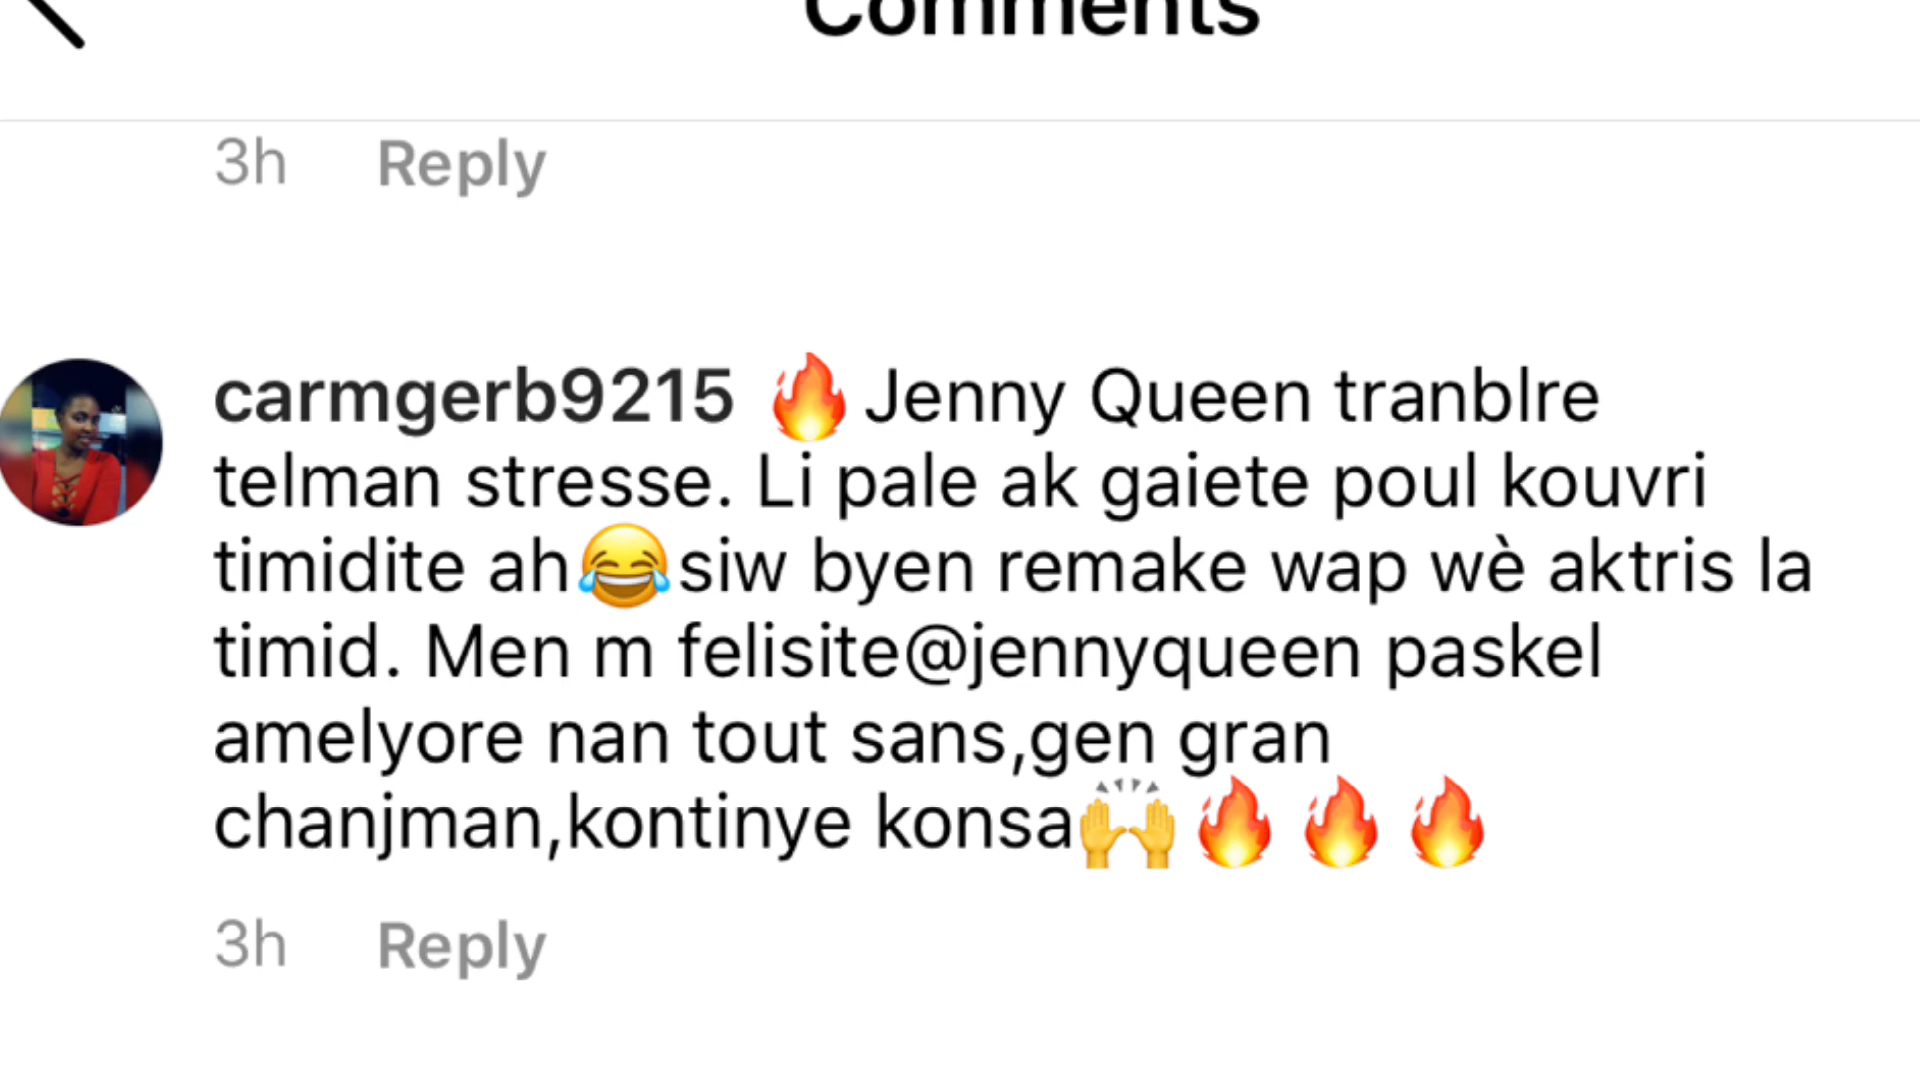 Comments
3h Reply
carmgerb9215 🔥Jenny Queen tranblre
telman stresse. Li pale ak gaiete poul kouvri
timidite ah😂siw byen remake wap wè aktris la
timid. Men m felisite@jennyqueen paskel
amelyore nan tout sans,gen gran
chanjman,kontinye konsa🙌🔥🔥🔥
3h Reply